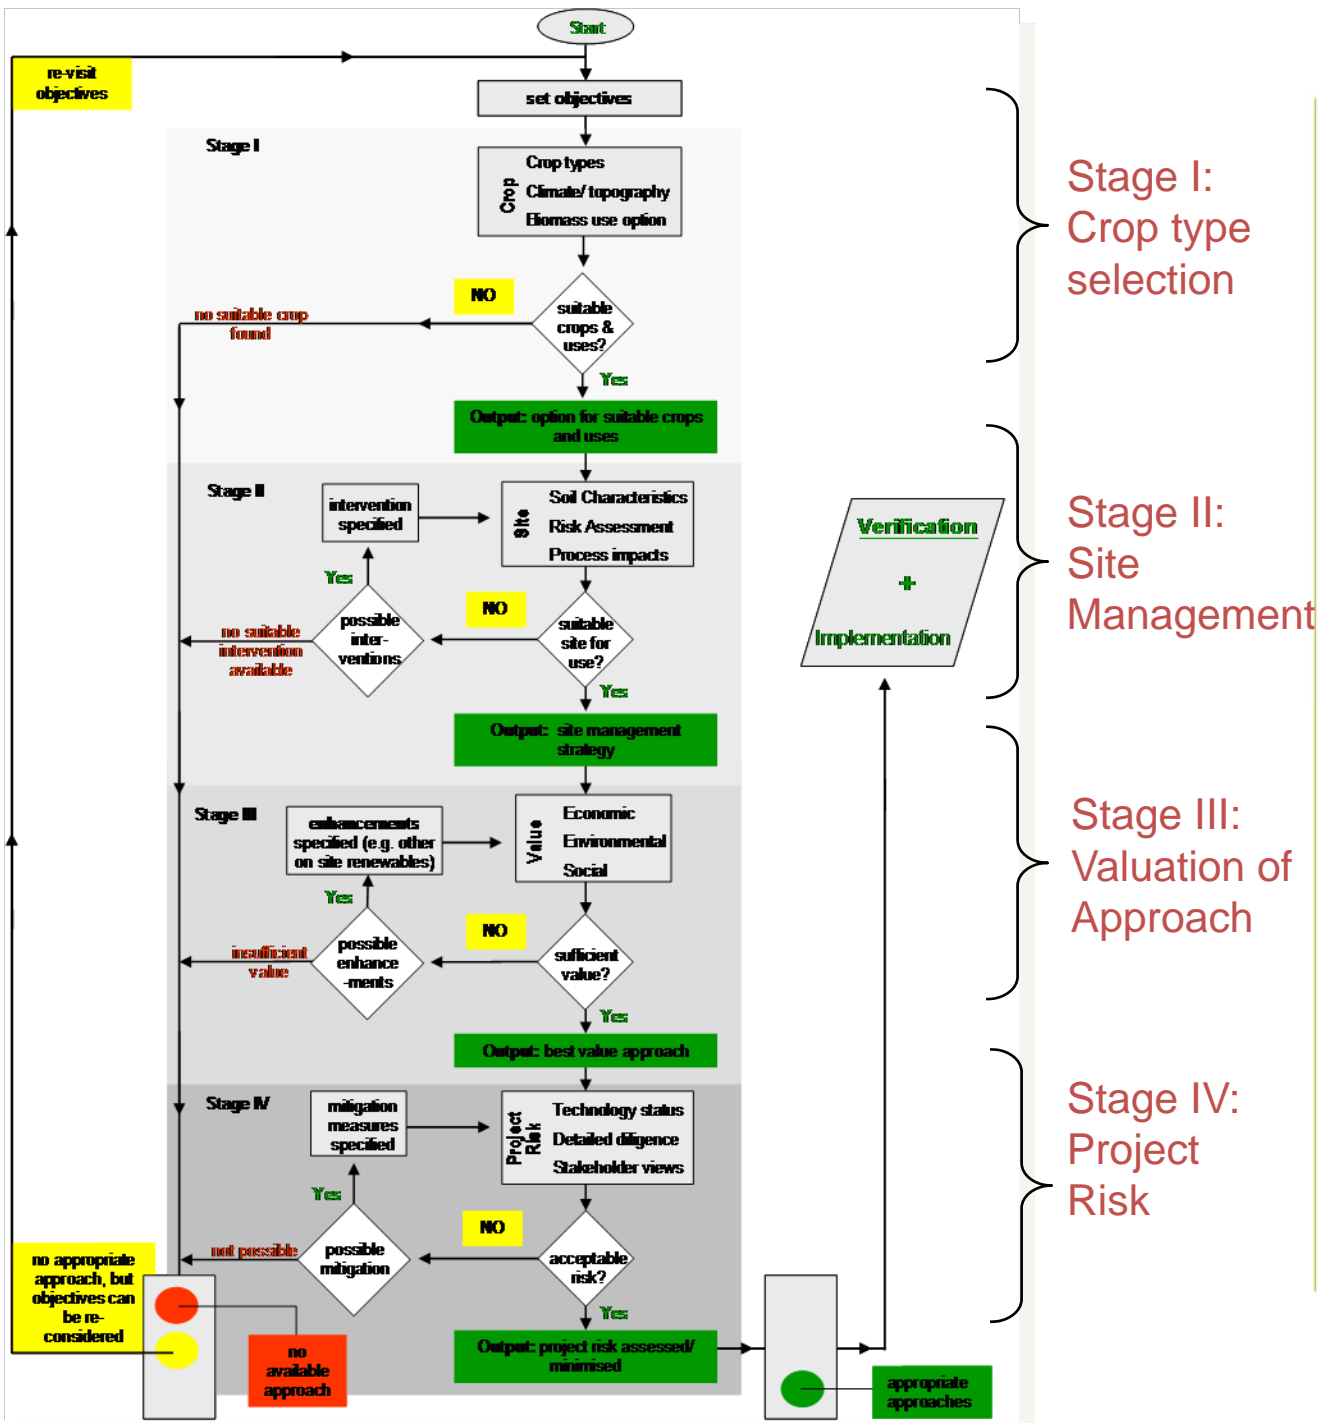 Start
re-visit
objectives
set objectives
Stage I
Crop
Crop types
Climate/ topography
Biomass use option
NO
suitable
crops &
uses?
no suitable crop
found
Yes
Output: option for suitable crops
and uses
Stage II
intervention
specified
Site
Soil Characteristics
Risk Assessment
Process impacts
Yes
NO
possible
inter-
ventions
suitable
site for
use?
no suitable
intervention
available
Yes
Output: site management
strategy
Stage III
enhancements
specified (e.g. other
on site renewables)
Value
Economic
Environmental
Social
Yes
NO
possible
enhance
-ments
sufficient
value?
insufficient
value
Yes
Output: best value approach
Stage IV
mitigation
measures
specified
Project
Risk
Technology status
Detailed diligence
Stakeholder views
Yes
NO
possible
mitigation
acceptable
risk?
not possible
Yes
Output: project risk assessed/
minimised
no appropriate
approach, but
objectives can
be re-
considered
no
available
approach
appropriate
approaches
Verification
+
Implementation
Stage I:
Crop type
selection
Stage II:
Site
Management
Stage III:
Valuation of
Approach
Stage IV:
Project
Risk